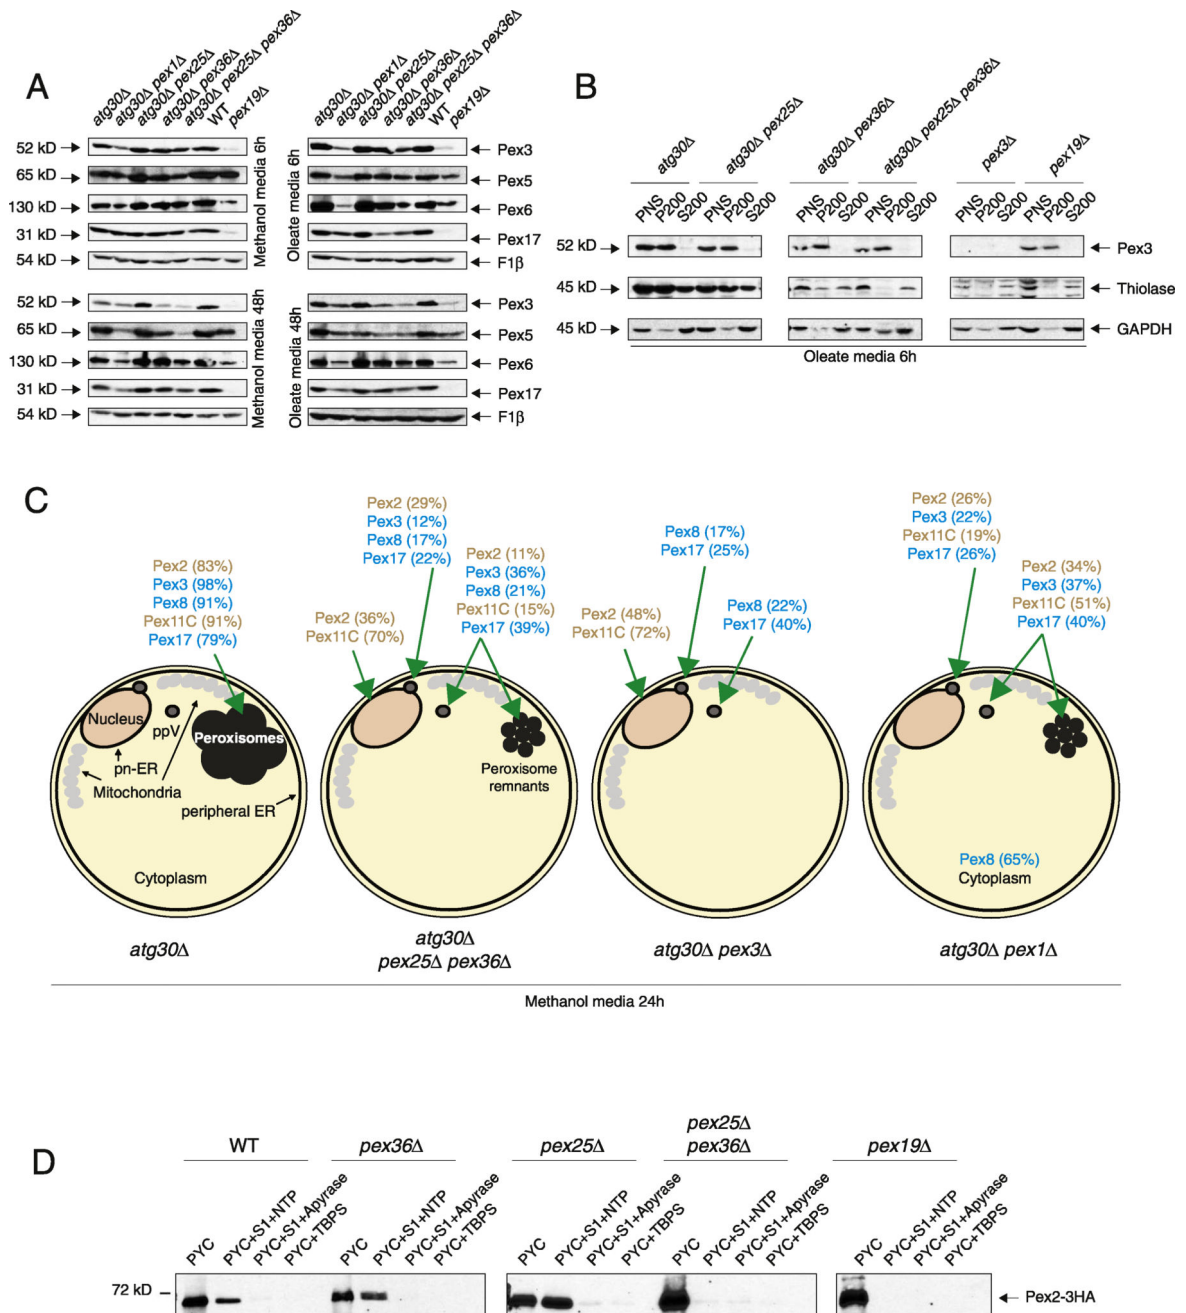 A
atg30Δ
atg30Δ pex1Δ
atg30Δ pex25Δ
atg30Δ pex36Δ
atg30Δ pex25Δ pex36Δ
WT
pex19Δ
52 kD
65 kD
130 kD
31 kD
54 kD
Methanol media 6h
52 kD
65 kD
130 kD
31 kD
54 kD
Methanol media 48h
atg30Δ
atg30Δ pex1Δ
atg30Δ pex25Δ
atg30Δ pex36Δ
atg30Δ pex25Δ pex36Δ
WT
pex19Δ
Oleate media 6h
Pex3
Pex5
Pex6
Pex17
F1β
Oleate media 48h
Pex3
Pex5
Pex6
Pex17
F1β
B
atg30Δ
atg30Δ pex25Δ
atg30Δ pex36Δ
atg30Δ pex25Δ pex36Δ
pex3Δ
pex19Δ
PNS P200 S200 PNS P200 S200 PNS P200 S200 PNS P200 S200 PNS P200 S200 PNS P200 S200
52 kD
Pex3
45 kD
Thiolase
45 kD
GAPDH
Oleate media 6h
C
Pex2 (83%)
Pex3 (98%)
Pex8 (91%)
Pex11C (91%)
Pex17 (79%)
Nucleus
ppV
Peroxisomes
pn-ER
Mitochondria
peripheral ER
Cytoplasm
atg30Δ
Pex2 (29%)
Pex3 (12%)
Pex8 (17%)
Pex17 (22%)
Pex2 (36%)
Pex11C (70%)
Pex2 (11%)
Pex3 (36%)
Pex8 (21%)
Pex11C (15%)
Pex17 (39%)
Peroxisome
remnants
atg30Δ
pex25Δ pex36Δ
Pex8 (17%)
Pex17 (25%)
Pex2 (48%)
Pex11C (72%)
Pex8 (22%)
Pex17 (40%)
atg30Δ pex3Δ
Pex2 (26%)
Pex3 (22%)
Pex11C (19%)
Pex17 (26%)
Pex2 (34%)
Pex3 (37%)
Pex11C (51%)
Pex17 (40%)
Pex8 (65%)
Cytoplasm
atg30Δ pex1Δ
Methanol media 24h
D
WT
pex36Δ
pex25Δ
pex25Δ
pex36Δ
pex19Δ
PYC
PYC+S1+NTP
PYC+S1+Apyrase
PYC+TBPS
PYC
PYC+S1+NTP
PYC+S1+Apyrase
PYC+TBPS
PYC
PYC+S1+NTP
PYC+S1+Apyrase
PYC+TBPS
PYC
PYC+S1+NTP
PYC+S1+Apyrase
PYC+TBPS
PYC
PYC+S1+NTP
PYC+S1+Apyrase
PYC+TBPS
72 kD
Pex2-3HA